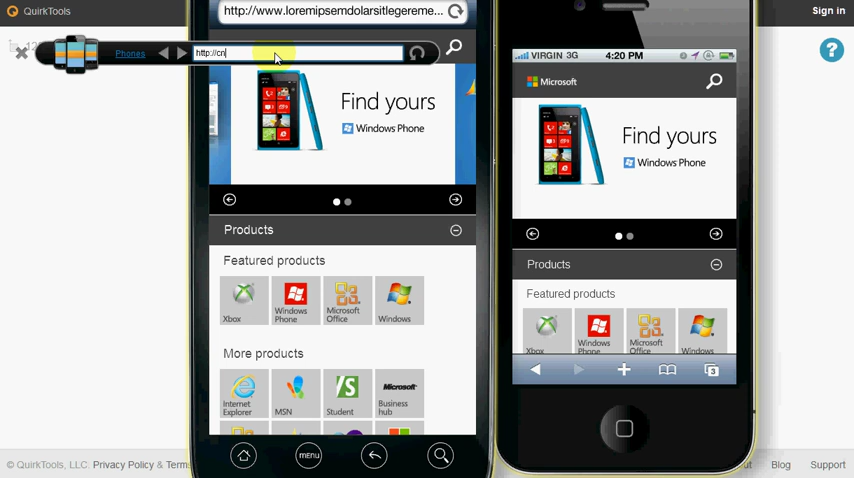 QuirkTools
Sign in
Phones
http://cn
?
http://www.loremipsemdolarsitlegereme...
Find yours
Windows Phone
Products
Featured products
Xbox
Windows Phone
Microsoft Office
Windows
More products
Internet Explorer
MSN
Student
Microsoft
Business hub
MENU
VIRGIN 3G
4:20 PM
Microsoft
Find yours
Windows Phone
Products
Featured products
Xbox
Windows
Microsoft
Windows
3
© QuirkTools, LLC. Privacy Policy & Terms
Blog
Support